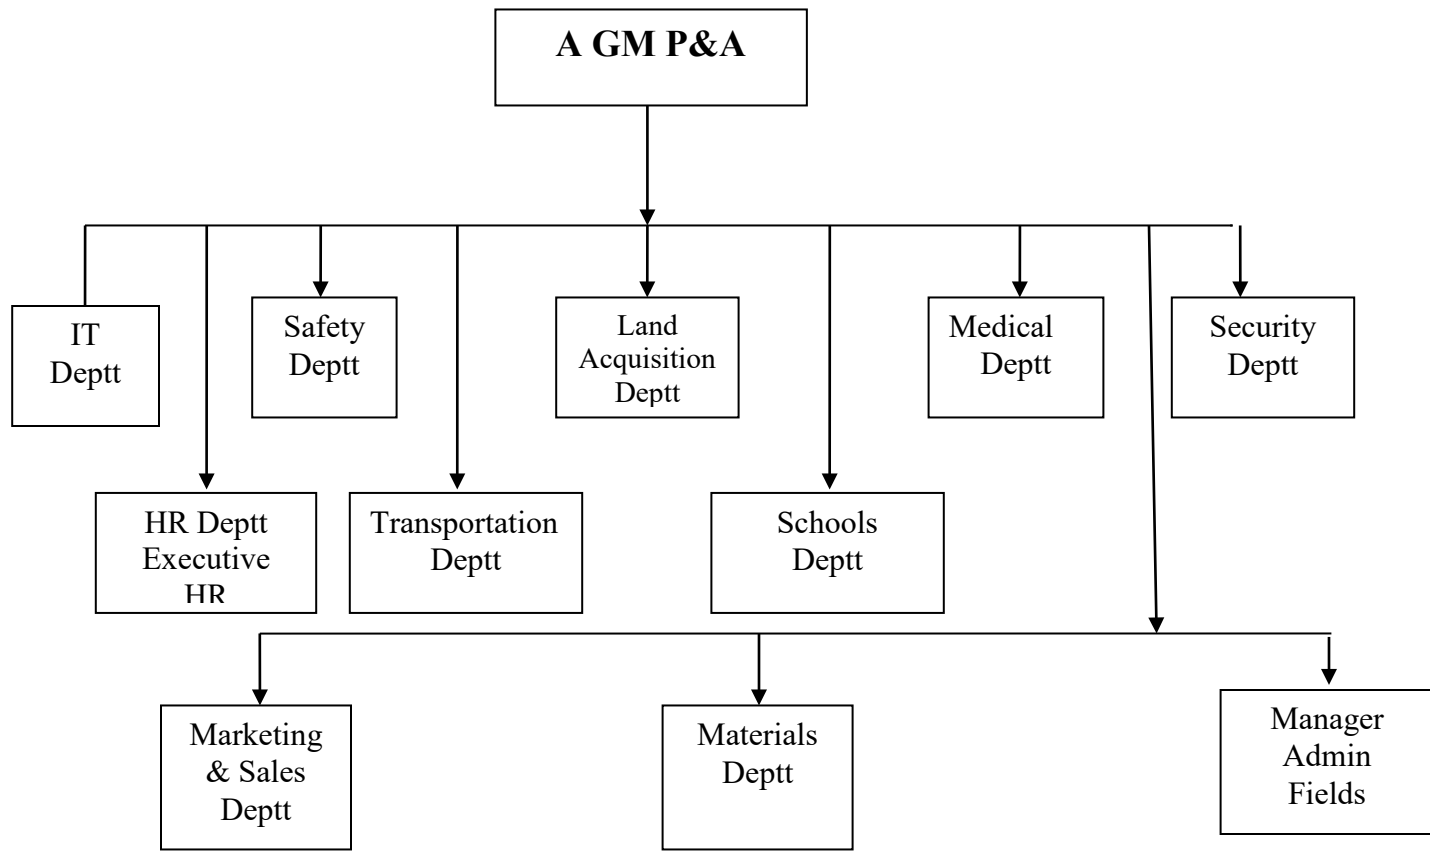 A GM P&A
IT
Deptt
Safety
Deptt
Land
Acquisition
Deptt
Medical
Deptt
Security
Deptt
HR Deptt
Executive
HR
Transportation
Deptt
Schools
Deptt
Marketing
& Sales
Deptt
Materials
Deptt
Manager
Admin
Fields